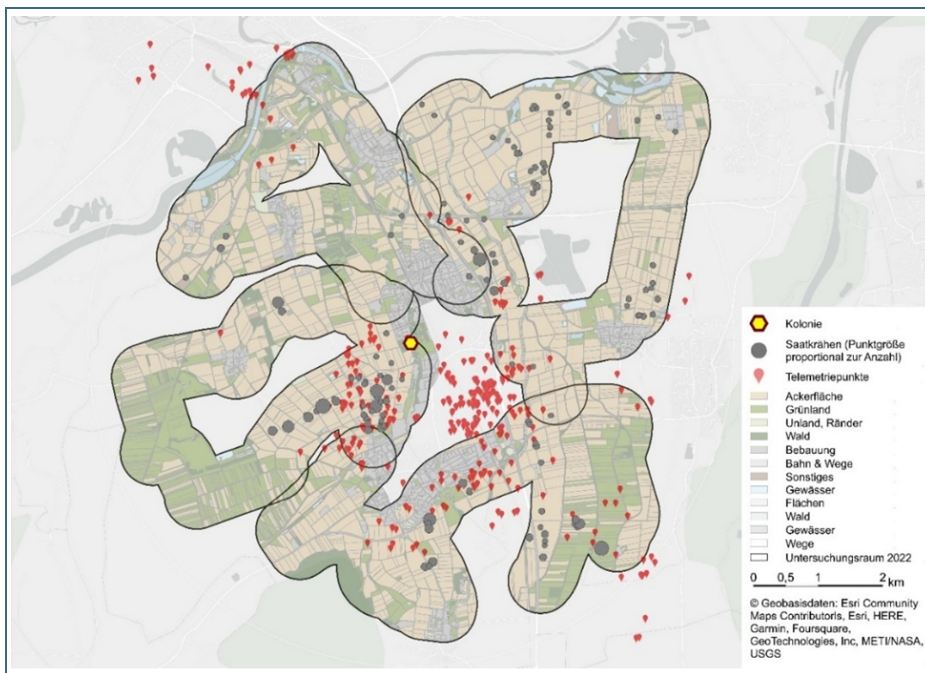 Kolonie
Saatkrähen (Punktgröße
proportional zur Anzahl)
Telemetriepunkte
Ackerfläche
Grünland
Unland, Ränder
Wald
Bebauung
Bahn & Wege
Sonstiges
Gewässer
Flächen
Wald
Gewässer
Wege
Untersuchungsraum 2022
0 0,5 1 2 km
© Geobasisdaten: Esri Community
Maps Contributoris, Esri, HERE,
Garmin, Foursquare,
GeoTechnologies, Inc, METI/NASA,
USGS